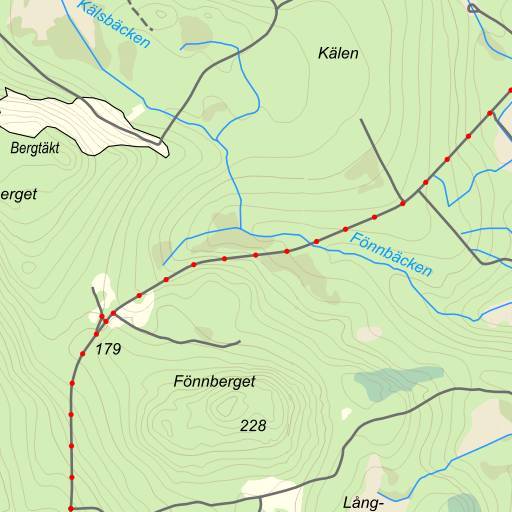 Kälsbäcken
Kälen
Bergtäkt
erget
Fönnbäcken
179
Fönnberget
228
Lång-